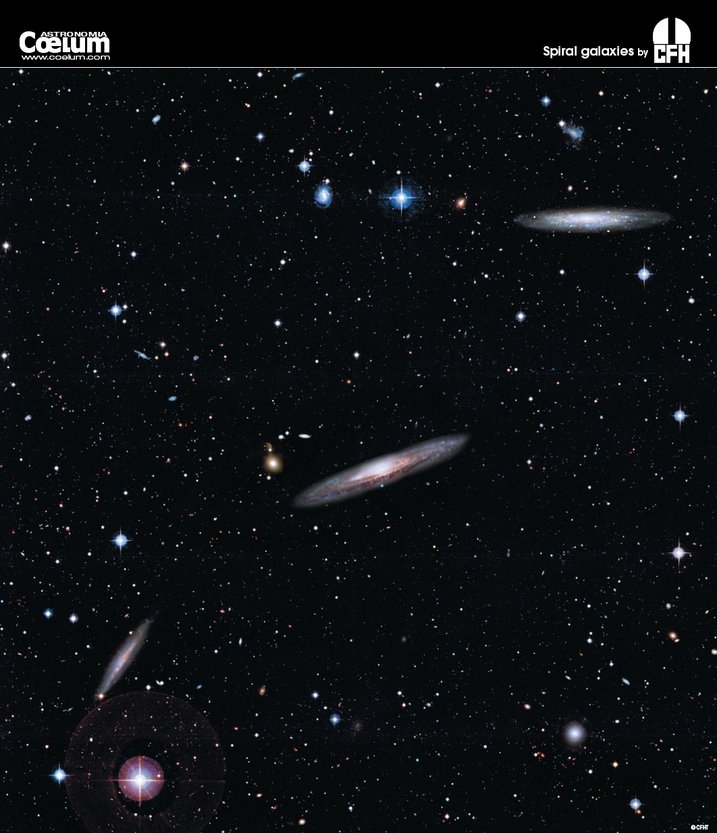 ASTRONOMIA
Cœlum
www.coelum.com
Spiral galaxies by CFH
©CFHT